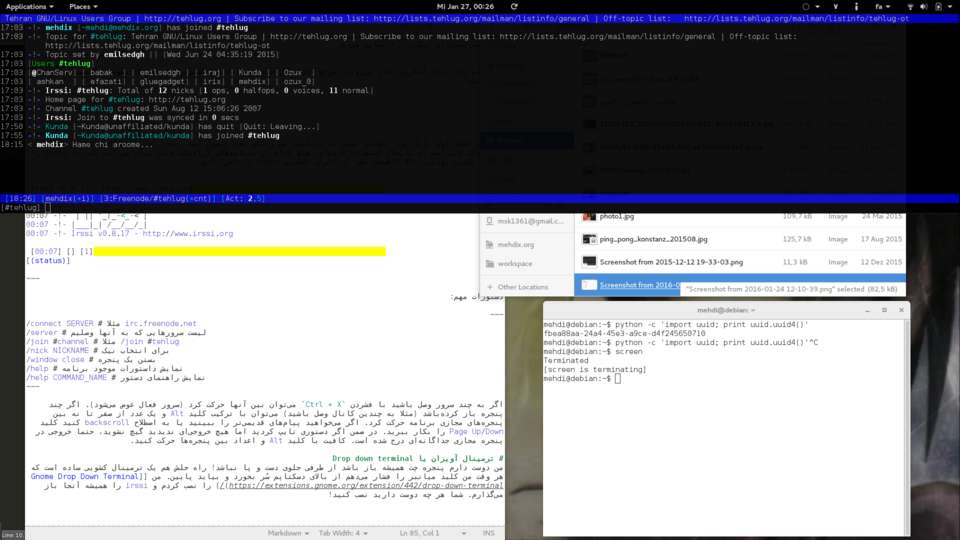 Applications Places Mi Jan 27, 00:26 fa
Tehran GNU/Linux Users Group | http://tehlug.org | Subscribe to our mailing list: http://lists.tehlug.org/mailman/listinfo/general | Off-topic list: http://lists.tehlug.org/mailman/listinfo/tehlug-ot
17:03 -!- mehdix [~mehdi@mehdix.org] has joined #tehlug
17:03 -!- Topic for #tehlug: Tehran GNU/Linux Users Group | http://tehlug.org | Subscribe to our mailing list: http://lists.tehlug.org/mailman/listinfo/general | Off-topic list:
http://lists.tehlug.org/mailman/listinfo/tehlug-ot
17:03 -!- Topic set by emilsedgh [] [Wed Jun 24 04:35:19 2015]
17:03 [Users #tehlug]
17:03 [@ChanServ] [ babak ] [ emilsedgh ] [ iraj] [ Kunda ] [ Ozux ]
17:03 [ ashkan ] [ efazati] [ gluegadget] [ irix] [ mehdix] [ ozux_0]
17:03 -!- Irssi: #tehlug: Total of 12 nicks [1 ops, 0 halfops, 0 voices, 11 normal]
17:03 -!- Home page for #tehlug: http://tehlug.org
17:03 -!- Channel #tehlug created Sun Aug 12 15:06:26 2007
17:03 -!- Irssi: Join to #tehlug was synced in 0 secs
17:50 -!- Kunda [~Kunda@unaffiliated/kunda] has quit [Quit: Leaving...]
17:55 -!- Kunda [~Kunda@unaffiliated/kunda] has joined #tehlug
18:15 < mehdix> Hame chi aroome...
[18:26] [mehdix(+i)] [3:Freenode/#tehlug(+cnt)] [Act: 2,5]
[#tehlug]
00:07 -!- |___|_| /__/__/_|
00:07 -!- Irssi v0.8.17 - http://www.irssi.org
[00:07] [] [1]
[(status)]
~~~
دستورات مهم:
~~~
/connect SERVER # مثلا irc.freenode.net
/server # لیست سرورهایی که به آنها وصلیم
/join #channel # مثلا /join #tehlug
/nick NICKNAME # برای انتخاب نیک
/window close # بستن یک پنجره
/help # نمایش داستورات موجود برنامه
/help COMMAND_NAME # نمایش راهنمای دستور
~~~
اگر به چند سرور وصل باشید با فشردن `Ctrl + X` می‌توان بین آنها حرکت کرد (سرور فعال عوض می‌شود). اگر چند
پنجره باز کرده‌باشد (مثلا به چندین کانال وصل باشید) می‌توان با ترکیب کلید Alt و یک عدد از صفر تا نه بین
پنجره‌های مجازی برنامه حرکت کرد. اگر می‌خواهید پیام‌های قدیمی‌تر را ببینید یا به اصطلاح backscroll کنید کلید
Page Up/Down را بکار ببرید. در ضمن اگر دستوری تایپ کردید اما هیچ خروجی‌ای ندیدید گیج نشوید، حتما خروجی در
پنجره مجازی جداگانه‌ای درج شده است. کافیت با کلید Alt و اعداد بین پنجره‌ها حرکت کنید.
# ترمینال آویزان یا Drop down terminal
من دوست دارم پنجره چت همیشه باز باشد از طرفی جلوی دست و پا نباشد! راه حلش هم یک ترمینال کشویی ساده است که
هر وقت من کلید میانبر را فشار می‌دهم از بالای دسکتاپم سُر بخورد و بیاید پایین. من [[Gnome Drop Down Terminal
](https://extensions.gnome.org/extension/442/drop-down-terminal/) را نصب کردم و irssi را همیشه آنجا باز
می‌گذارم. شما هر چه دوست دارید نصب کنید!
Markdown Tab Width: 4 Ln 85, Col 1 INS
Line 10.
msk1361@gmail.c...
mehdix.org
workspace
Other Locations
photo1.jpg 109,7 kB Image 24 Mai 2015
ping_pong_konstanz_201508.jpg 125,7 kB Image 17 Aug 2015
Screenshot from 2015-12-12 19-33-03.png 11,3 kB Image 12 Dez 2015
Screenshot from 2016-0
"Screenshot from 2016-01-24 12-10-39.png" selected (82,5 kB)
mehdi@debian: ~
mehdi@debian:~$ python -c 'import uuid; print uuid.uuid4()'
fbea88aa-24a4-45e3-a9ce-d4f245650710
mehdi@debian:~$ python -c 'import uuid; print uuid.uuid4()'^C
mehdi@debian:~$ screen
Terminated
[screen is terminating]
mehdi@debian:~$